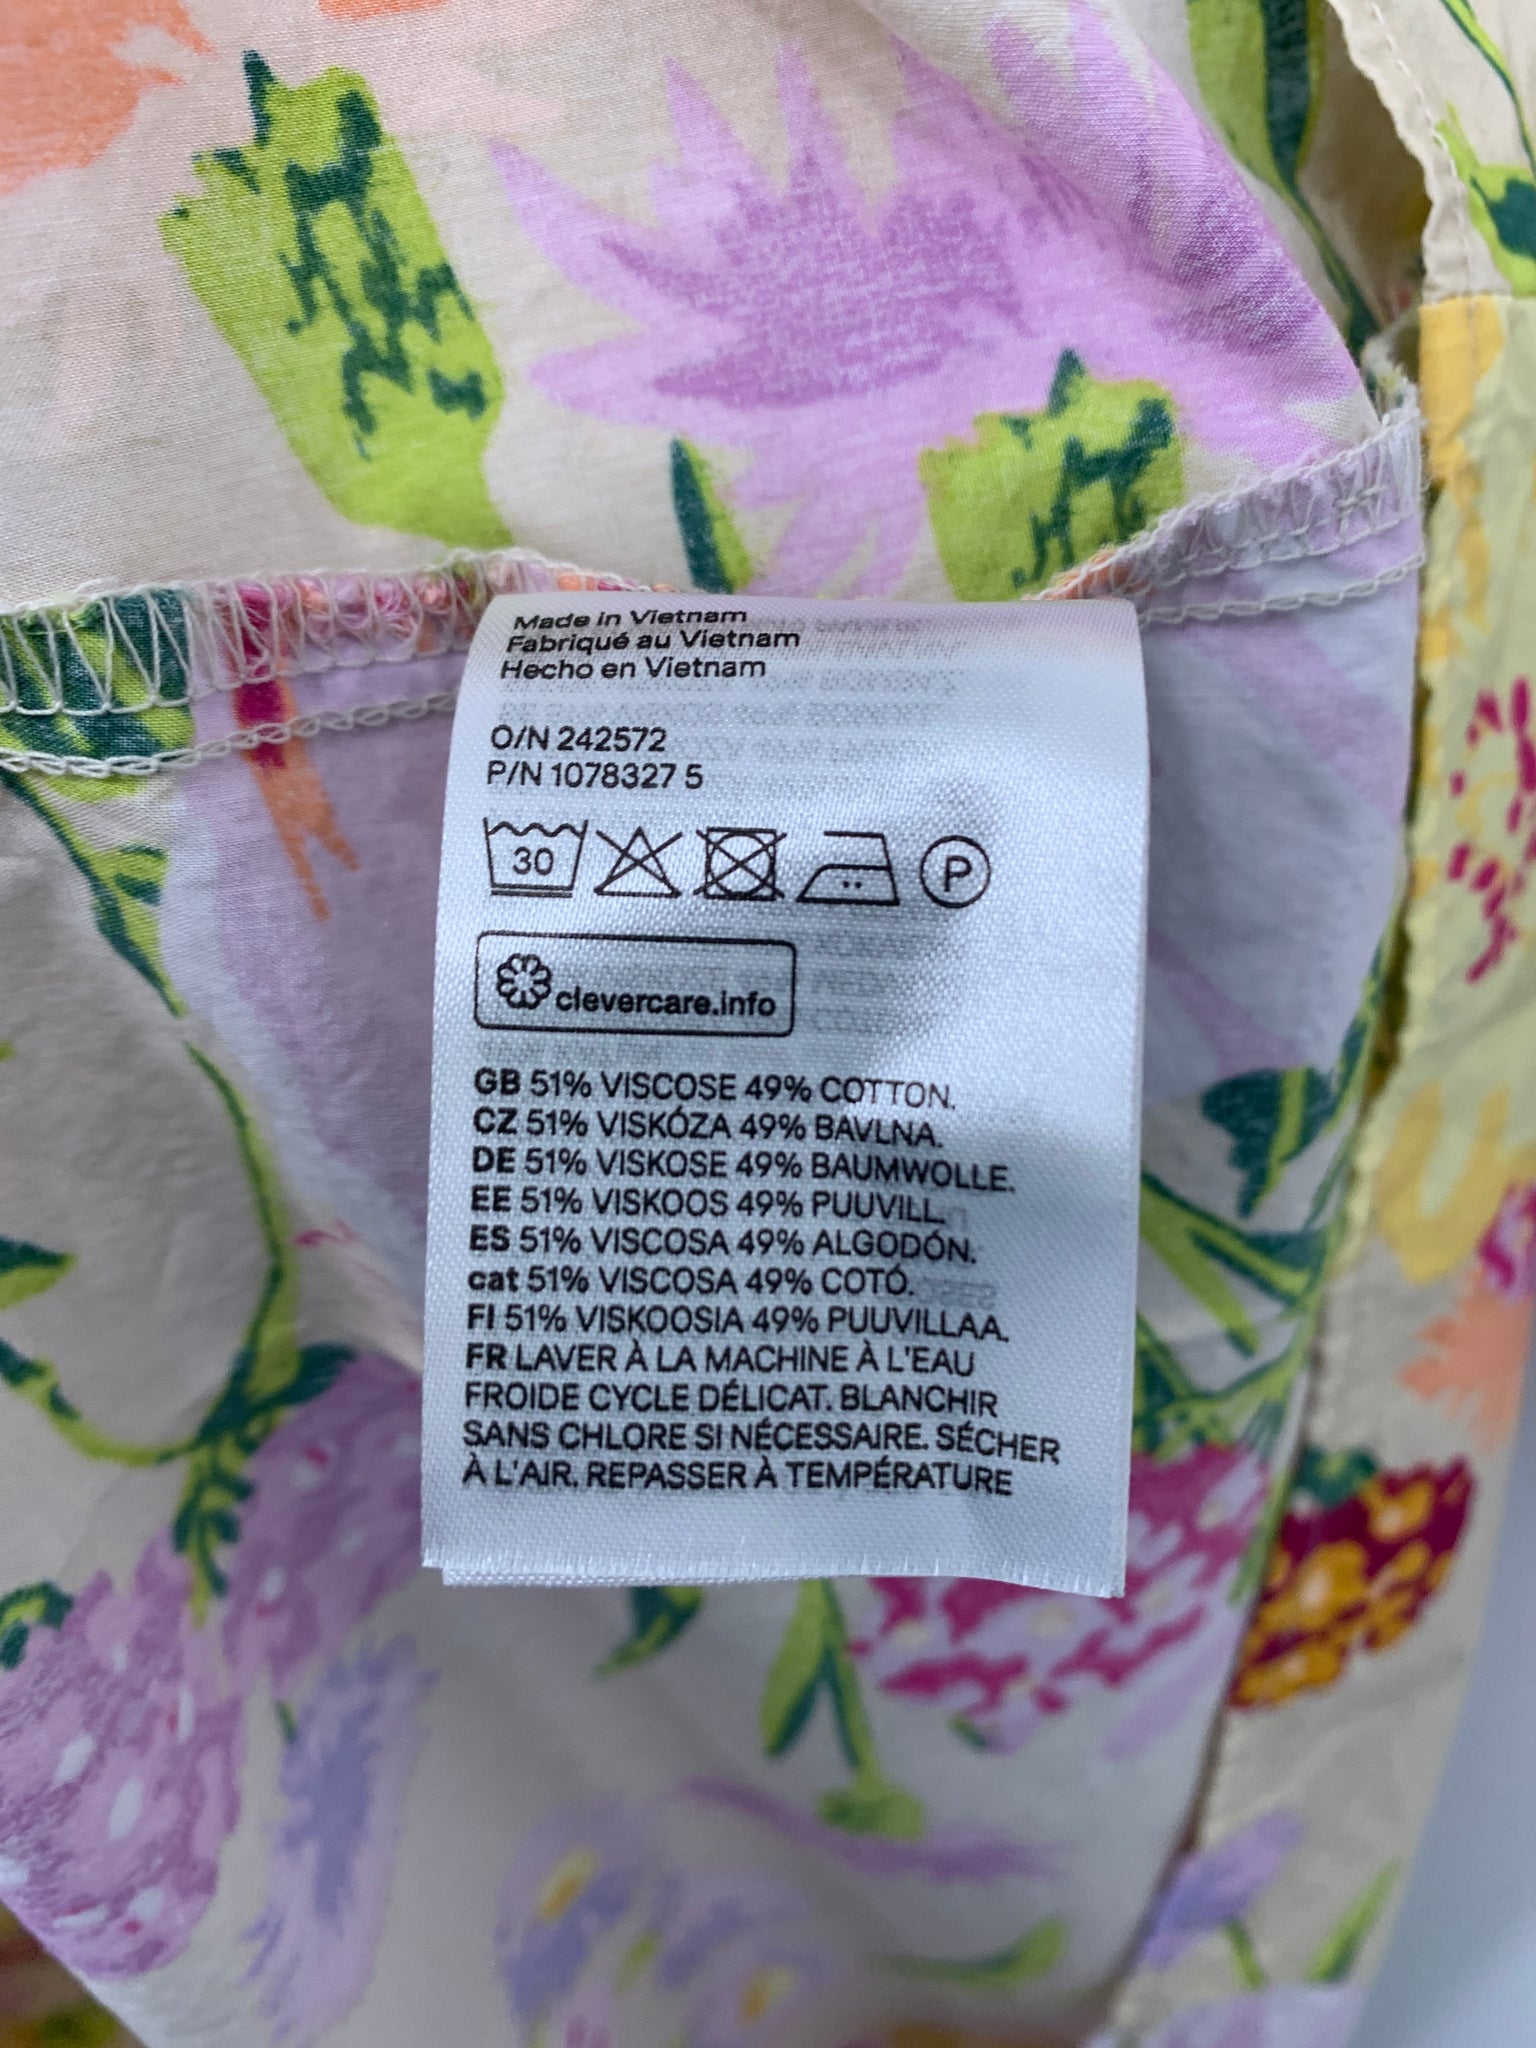 Made in Vietnam
Fabriqué au Vietnam
Hecho en Vietnam
O/N 242572
P/N 1078327 5
30
P
clevercare.info
GB 51% VISCOSE 49% COTTON.
CZ 51% VISKÓZA 49% BAVLNA.
DE 51% VISKOSE 49% BAUMWOLLE.
EE 51% VISKOOS 49% PUUVILL.
ES 51% VISCOSA 49% ALGODÓN.
cat 51% VISCOSA 49% COTÓ.
FI 51% VISKOOSIA 49% PUUVILLAA.
FR LAVER À LA MACHINE À L'EAU
FROIDE CYCLE DÉLICAT. BLANCHIR
SANS CHLORE SI NÉCESSAIRE. SÉCHER
À L'AIR. REPASSER À TEMPÉRATURE